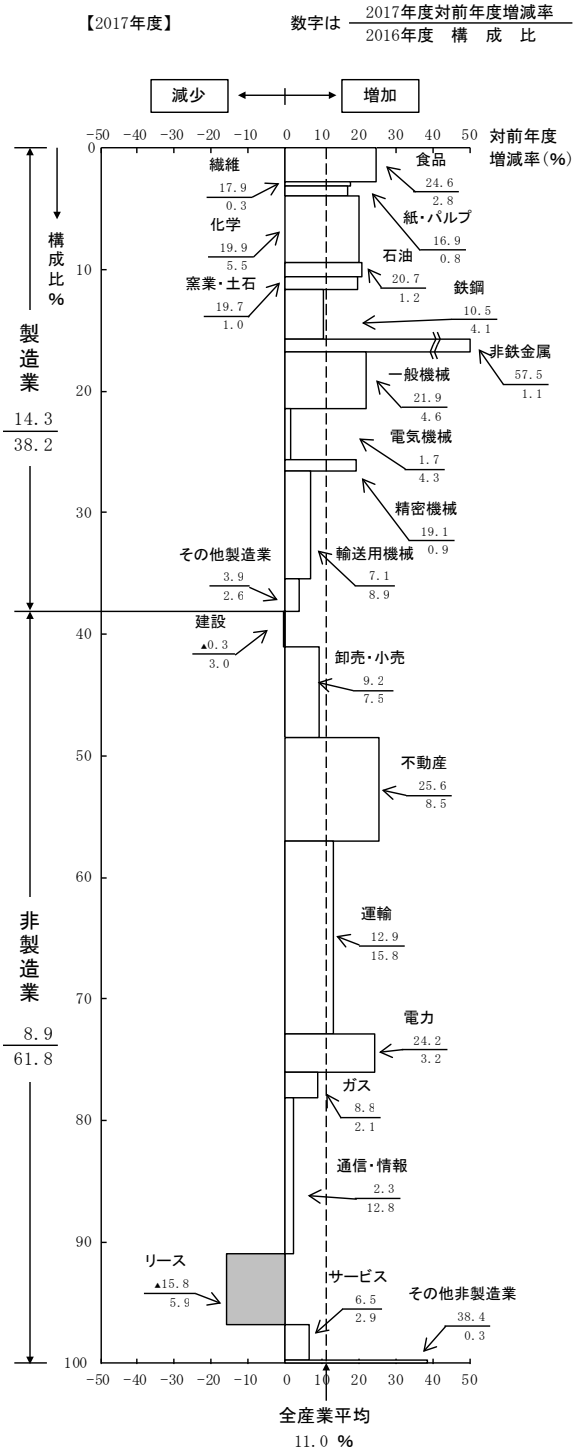 【2017年度】
数字は 2017年度対前年度増減率
2016年度 構 成 比
減少
増加
-50 -40 -30 -20 -10 0 10 20 30 40 50
対前年度
増減率(%)
0
10
20
30
40
50
60
70
80
90
100
構成比%
製造業
14.3
38.2
非製造業
8.9
61.8
食品
24.6
2.8
繊維
17.9
0.3
紙・パルプ
16.9
0.8
化学
19.9
5.5
石油
20.7
1.2
窯業・土石
19.7
1.0
鉄鋼
10.5
4.1
非鉄金属
57.5
1.1
一般機械
21.9
4.6
電気機械
1.7
4.3
精密機械
19.1
0.9
輸送用機械
7.1
8.9
その他製造業
3.9
2.6
建設
▲0.3
3.0
卸売・小売
9.2
7.5
不動産
25.6
8.5
運輸
12.9
15.8
電力
24.2
3.2
ガス
8.8
2.1
通信・情報
2.3
12.8
リース
▲15.8
5.9
サービス
6.5
2.9
その他非製造業
38.4
0.3
-50 -40 -30 -20 -10 0 10 20 30 40 50
全産業平均
11.0 %